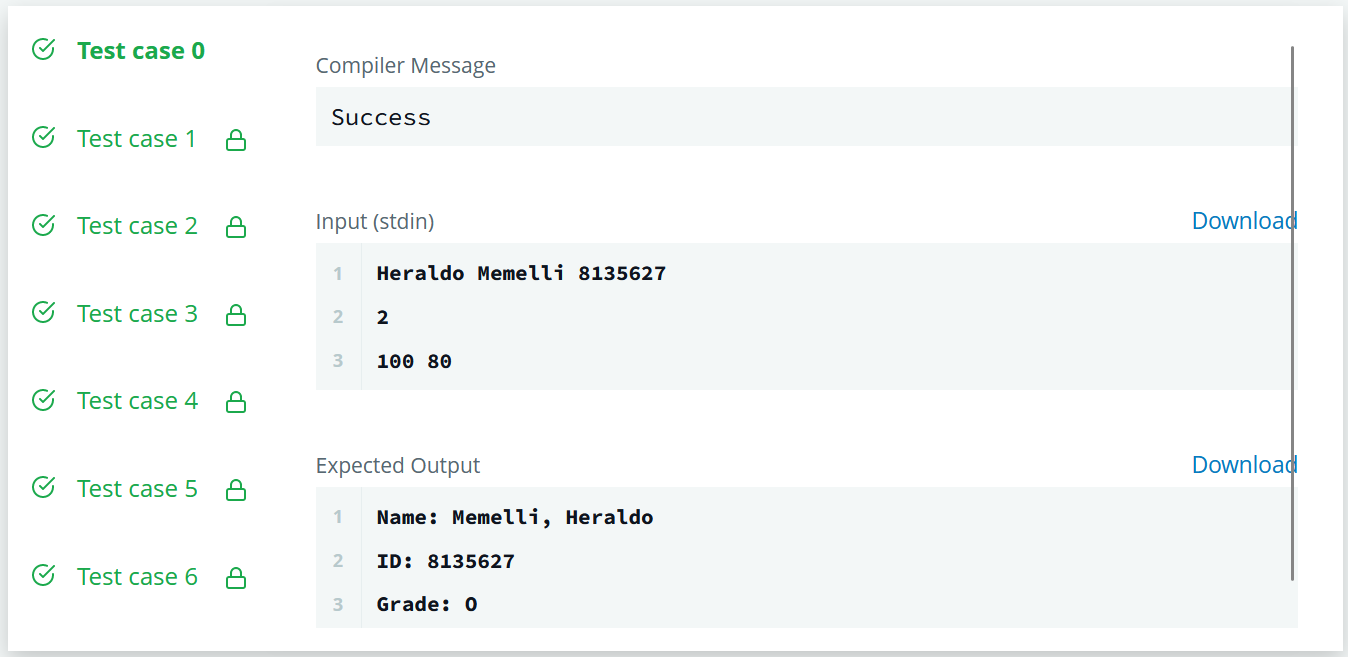 Test case 0
Test case 1
Test case 2
Test case 3
Test case 4
Test case 5
Test case 6
Compiler Message
Success
Input (stdin)
Download
1 Heraldo Memelli 8135627
2 2
3 100 80
Expected Output
Download
1 Name: Memelli, Heraldo
2 ID: 8135627
3 Grade: O